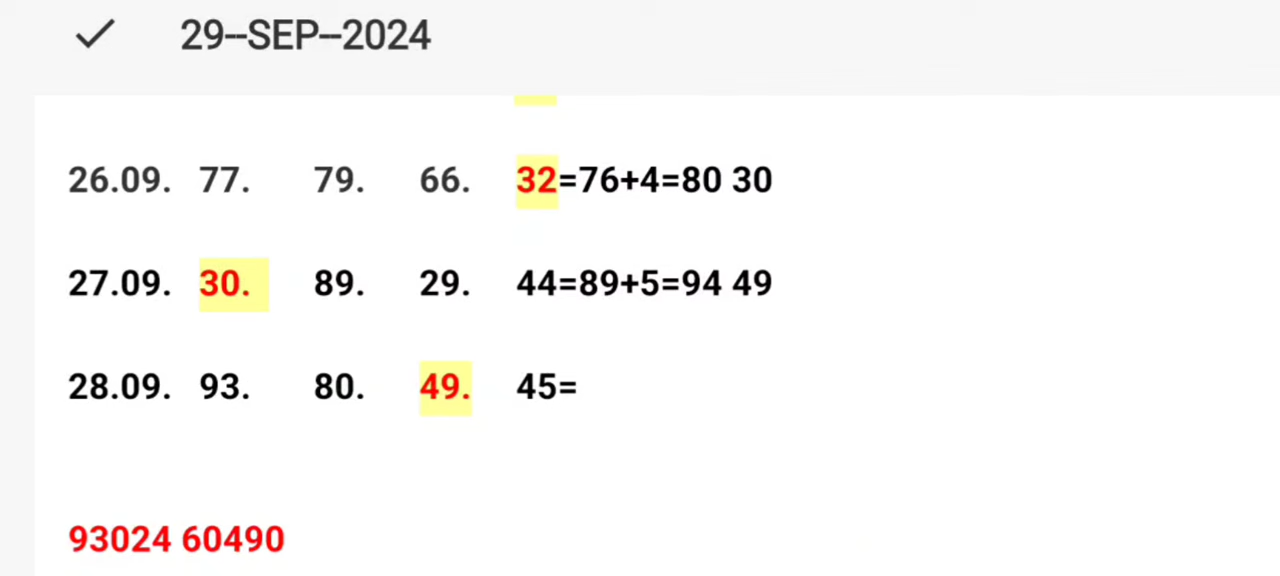 29--SEP--2024
26.09. 77. 79. 66. 32=76+4=80 30
27.09. 30. 89. 29. 44=89+5=94 49
28.09. 93. 80. 49. 45=
93024 60490